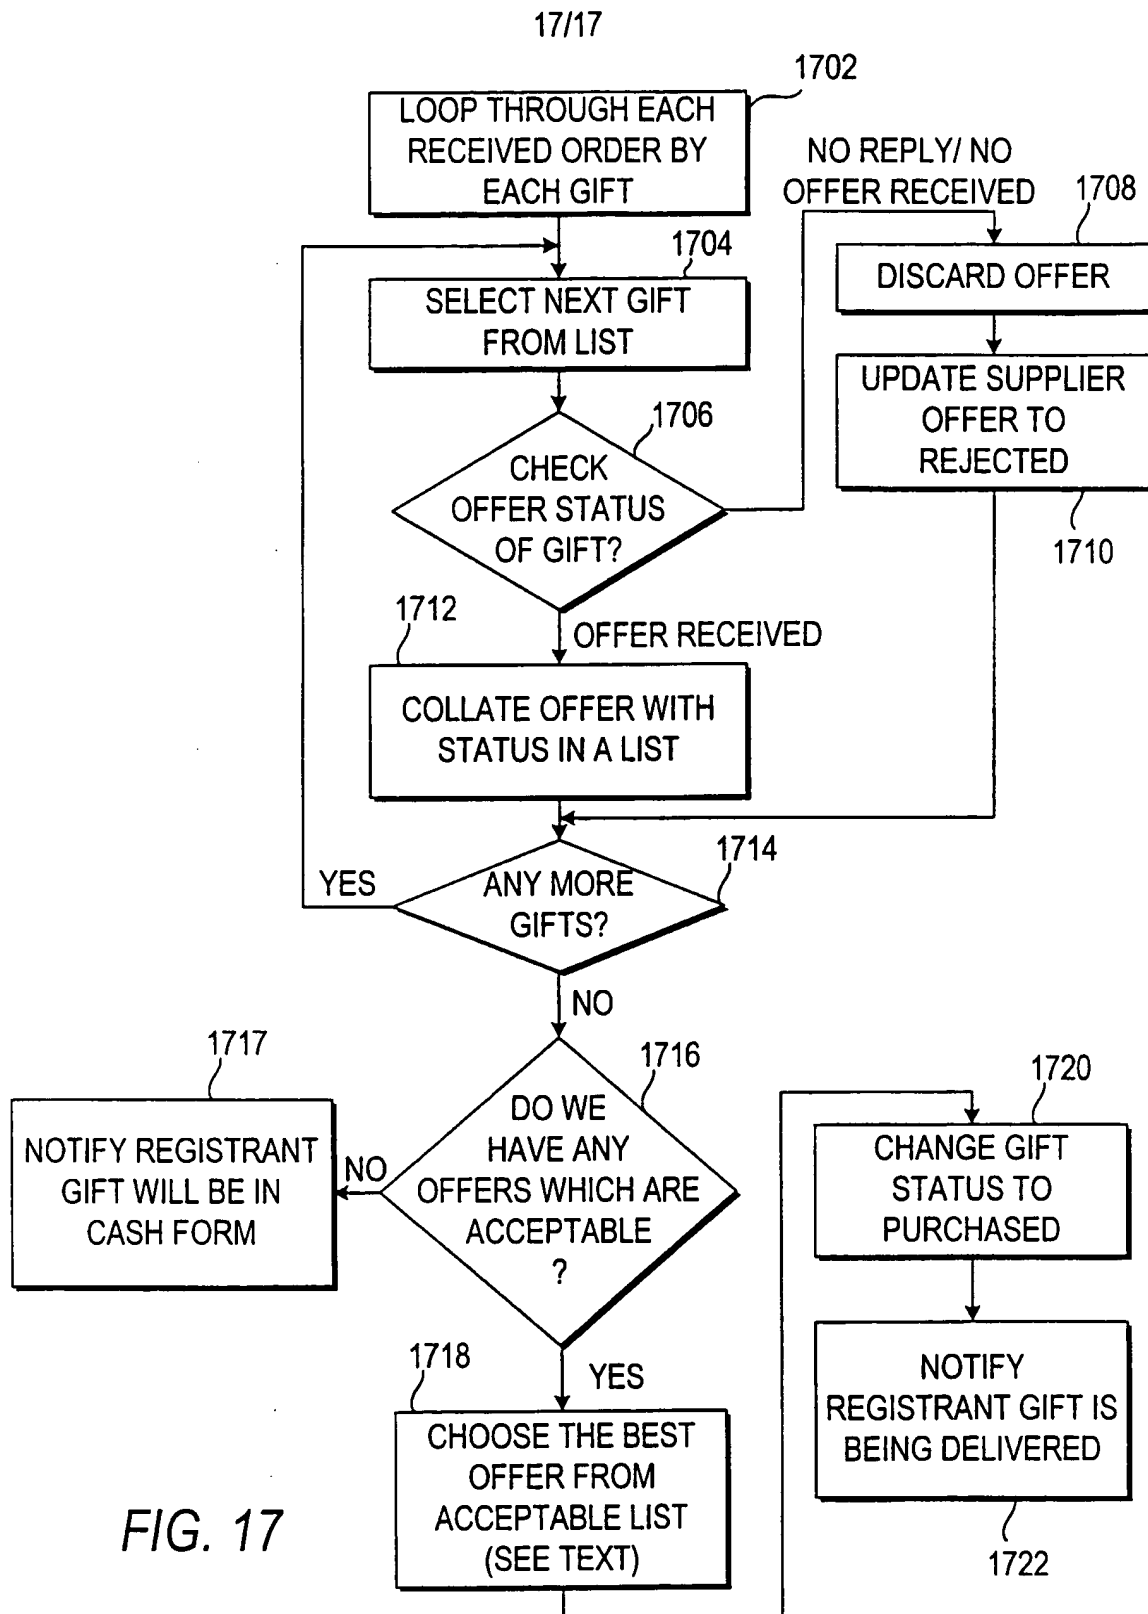 17/17
1702
LOOP THROUGH EACH
RECEIVED ORDER BY
EACH GIFT
NO REPLY/ NO
OFFER RECEIVED
1708
DISCARD OFFER
1704
SELECT NEXT GIFT
FROM LIST
UPDATE SUPPLIER
OFFER TO
REJECTED
1710
1706
CHECK
OFFER STATUS
OF GIFT?
OFFER RECEIVED
1712
COLLATE OFFER WITH
STATUS IN A LIST
1714
ANY MORE
GIFTS?
YES
NO
1716
DO WE
HAVE ANY
OFFERS WHICH ARE
ACCEPTABLE
?
NO
1717
NOTIFY REGISTRANT
GIFT WILL BE IN
CASH FORM
YES
1718
CHOOSE THE BEST
OFFER FROM
ACCEPTABLE LIST
(SEE TEXT)
1720
CHANGE GIFT
STATUS TO
PURCHASED
NOTIFY
REGISTRANT GIFT IS
BEING DELIVERED
1722
FIG. 17